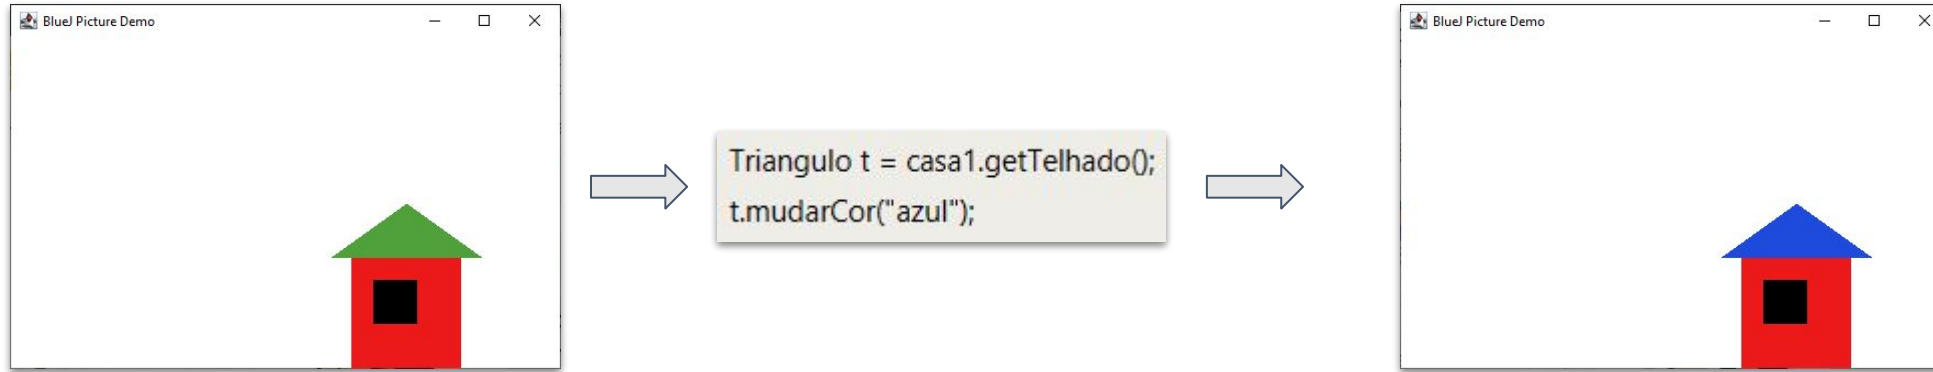 BlueJ Picture Demo
Triangulo t = casa1.getTelhado();
t.mudarCor("azul");
BlueJ Picture Demo